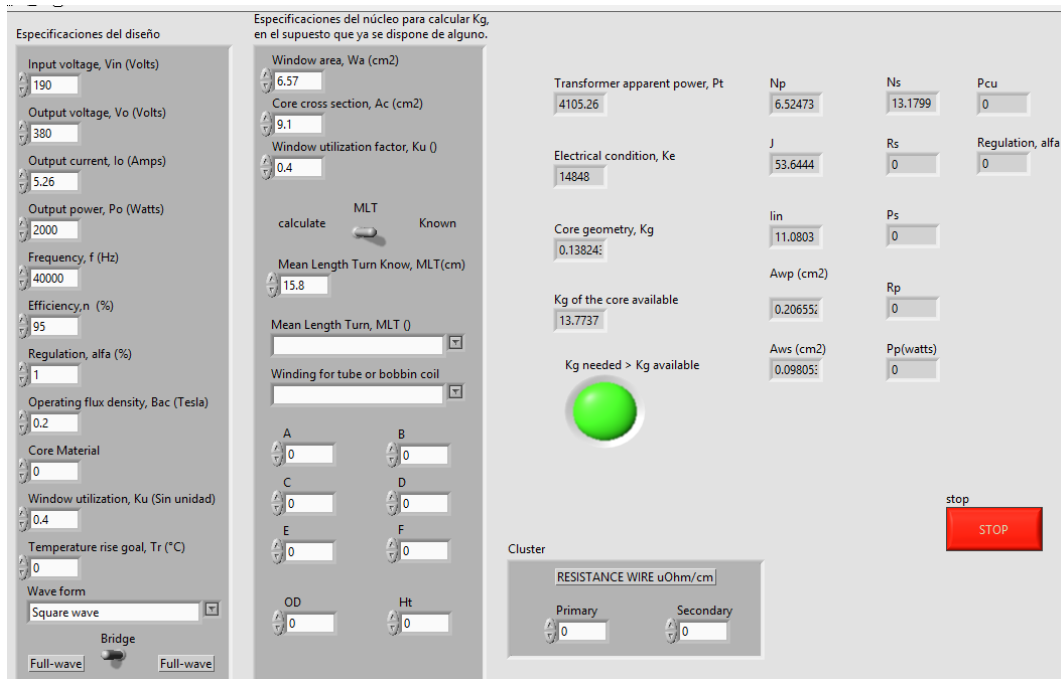 Especificaciones del diseño
Input voltage, Vin (Volts)
190
Output voltage, Vo (Volts)
380
Output current, Io (Amps)
5.26
Output power, Po (Watts)
2000
Frequency, f (Hz)
40000
Efficiency,n (%)
95
Regulation, alfa (%)
1
Operating flux density, Bac (Tesla)
0.2
Core Material
0
Window utilization, Ku (Sin unidad)
0.4
Temperature rise goal, Tr (°C)
0
Wave form
Square wave
Bridge
Full-wave Full-wave
Especificaciones del núcleo para calcular Kg,
en el supuesto que ya se dispone de alguno.
Window area, Wa (cm2)
6.57
Core cross section, Ac (cm2)
9.1
Window utilization factor, Ku ()
0.4
MLT
calculate Known
Mean Length Turn Know, MLT(cm)
15.8
Mean Length Turn, MLT ()
Winding for tube or bobbin coil
A B
0 0
C D
0 0
E F
0 0
OD Ht
0 0
Transformer apparent power, Pt
4105.26
Electrical condition, Ke
14848
Core geometry, Kg
0.13824
Kg of the core available
13.7737
Kg needed > Kg available
Np
6.52473
J
53.6444
Iin
11.0803
Awp (cm2)
0.20655
Aws (cm2)
0.09805
Ns
13.1799
Rs
0
Ps
0
Rp
0
Pp(watts)
0
Pcu
0
Regulation, alfa
0
stop
STOP
Cluster
RESISTANCE WIRE uOhm/cm
Primary Secondary
0 0